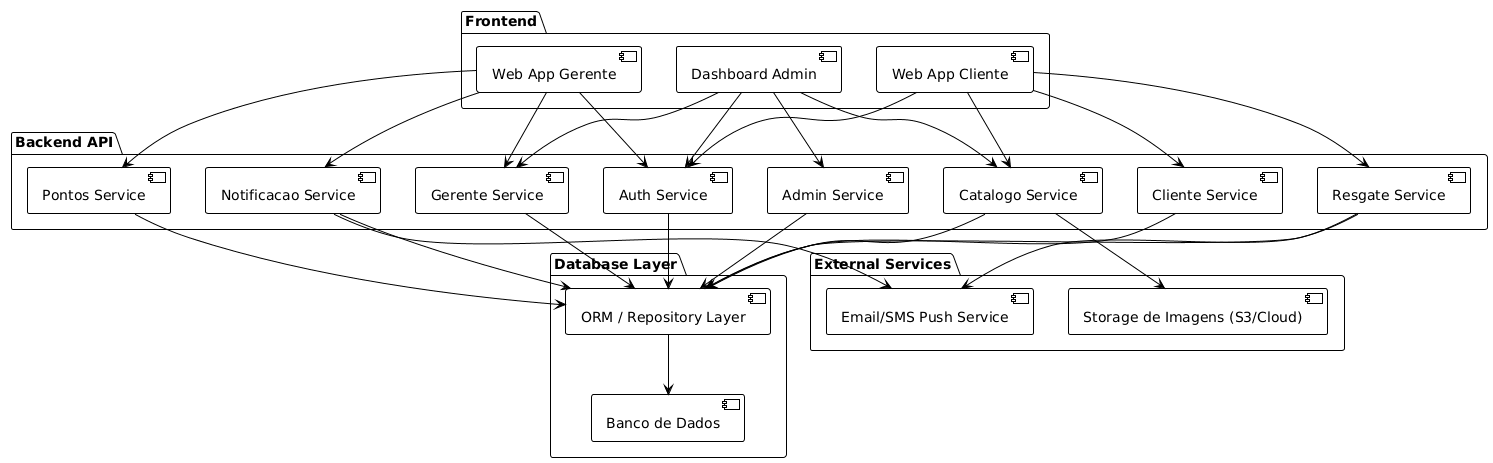 Frontend
Web App Gerente
Dashboard Admin
Web App Cliente
Backend API
Pontos Service
Notificacao Service
Gerente Service
Auth Service
Admin Service
Catalogo Service
Cliente Service
Resgate Service
Database Layer
External Services
ORM / Repository Layer
Email/SMS Push Service
Storage de Imagens (S3/Cloud)
Banco de Dados